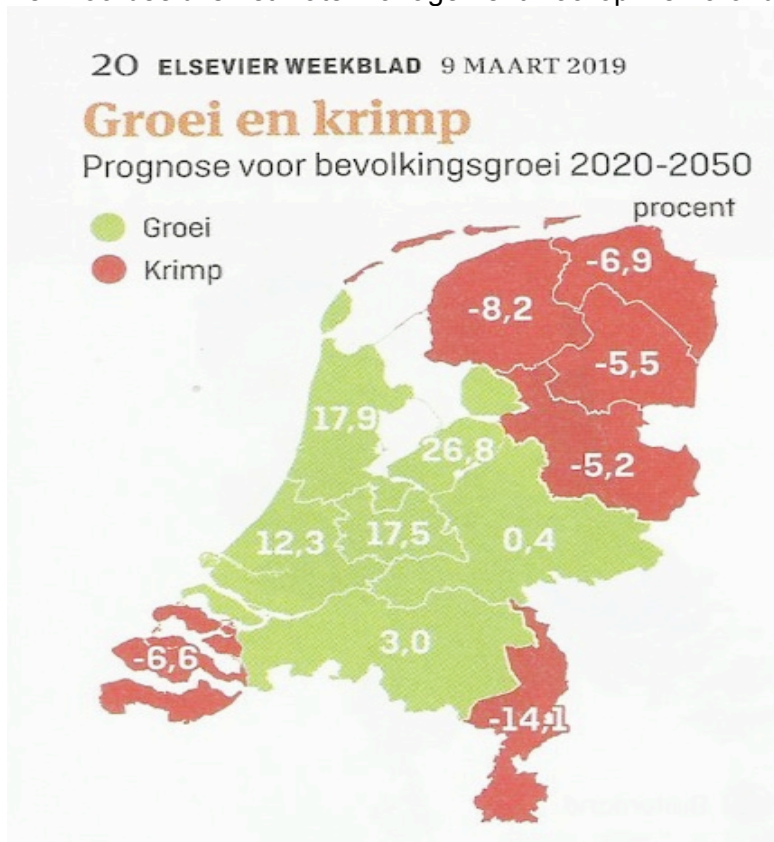 20 ELSEVIER WEEKBLAD 9 MAART 2019
Groei en krimp
Prognose voor bevolkingsgroei 2020-2050
procent
Groei
Krimp
-6,9
-8,2
-5,5
17,9
26,8
-5,2
12,3
17,5
0,4
3,0
-6,6
-14,1